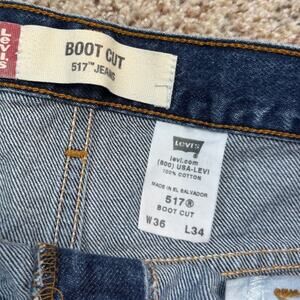 LEVI'S
BOOT CUT
517™ JEANS
Levi's
levi.com
(800) USA-LEVI
100% COTTON
MADE IN EL SALVADOR
517®
BOOT CUT
W36 L34